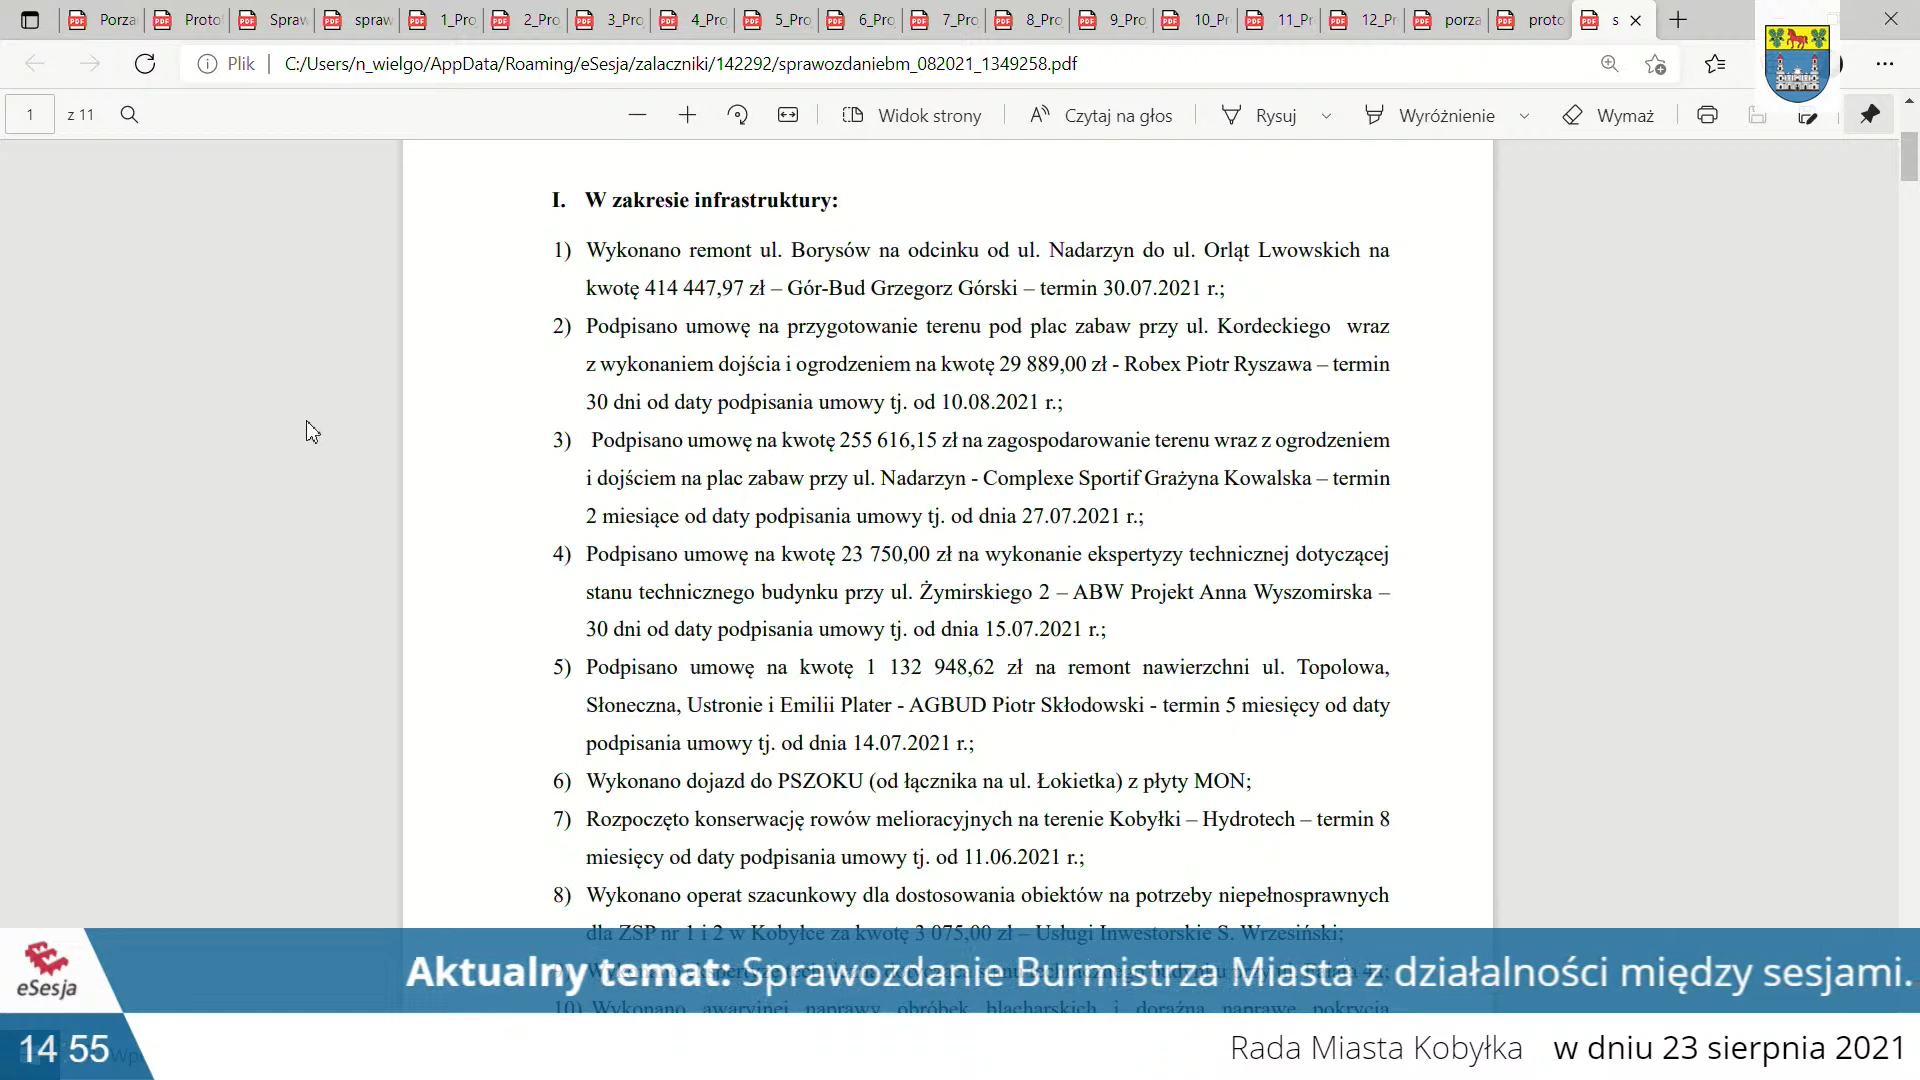 Porza
Proto
Spraw
spraw
1_Pro
2_Pro
3_Pro
4_Pro
5_Pro
6_Pro
7_Pro
8_Pro
9_Pro
10_Pr
11_Pr
12_Pr
porza
proto
s
Plik
C:/Users/n_wielgo/AppData/Roaming/eSesja/zalaczniki/142292/sprawozdaniebm_082021_1349258.pdf
1 z 11
Widok strony
Czytaj na głos
Rysuj
Wyróżnienie
Wymaż
I. W zakresie infrastruktury:
1) Wykonano remont ul. Borysów na odcinku od ul. Nadarzyn do ul. Orląt Lwowskich na
kwotę 414 447,97 zł – Gór-Bud Grzegorz Górski – termin 30.07.2021 r.;
2) Podpisano umowę na przygotowanie terenu pod plac zabaw przy ul. Kordeckiego wraz
z wykonaniem dojścia i ogrodzeniem na kwotę 29 889,00 zł - Robex Piotr Ryszawa – termin
30 dni od daty podpisania umowy tj. od 10.08.2021 r.;
3) Podpisano umowę na kwotę 255 616,15 zł na zagospodarowanie terenu wraz z ogrodzeniem
i dojściem na plac zabaw przy ul. Nadarzyn - Complexe Sportif Grażyna Kowalska – termin
2 miesiące od daty podpisania umowy tj. od dnia 27.07.2021 r.;
4) Podpisano umowę na kwotę 23 750,00 zł na wykonanie ekspertyzy technicznej dotyczącej
stanu technicznego budynku przy ul. Żymirskiego 2 – ABW Projekt Anna Wyszomirska –
30 dni od daty podpisania umowy tj. od dnia 15.07.2021 r.;
5) Podpisano umowę na kwotę 1 132 948,62 zł na remont nawierzchni ul. Topolowa,
Słoneczna, Ustronie i Emilii Plater - AGBUD Piotr Skłodowski - termin 5 miesięcy od daty
podpisania umowy tj. od dnia 14.07.2021 r.;
6) Wykonano dojazd do PSZOKU (od łącznika na ul. Łokietka) z płyty MON;
7) Rozpoczęto konserwację rowów melioracyjnych na terenie Kobyłki – Hydrotech – termin 8
miesięcy od daty podpisania umowy tj. od 11.06.2021 r.;
8) Wykonano operat szacunkowy dla dostosowania obiektów na potrzeby niepełnosprawnych
dla ZSP nr 1 i 2 w Kobyłce za kwotę 3 075,00 zł – Usługi Inwestorskie S. Wrzesiński;
10) Wykonano awaryjnej naprawy obróbek blacharskich i doraźną naprawę pokrycia
eSesja
Aktualny temat: Sprawozdanie Burmistrza Miasta z działalności między sesjami.
14 55
Rada Miasta Kobyłka w dniu 23 sierpnia 2021